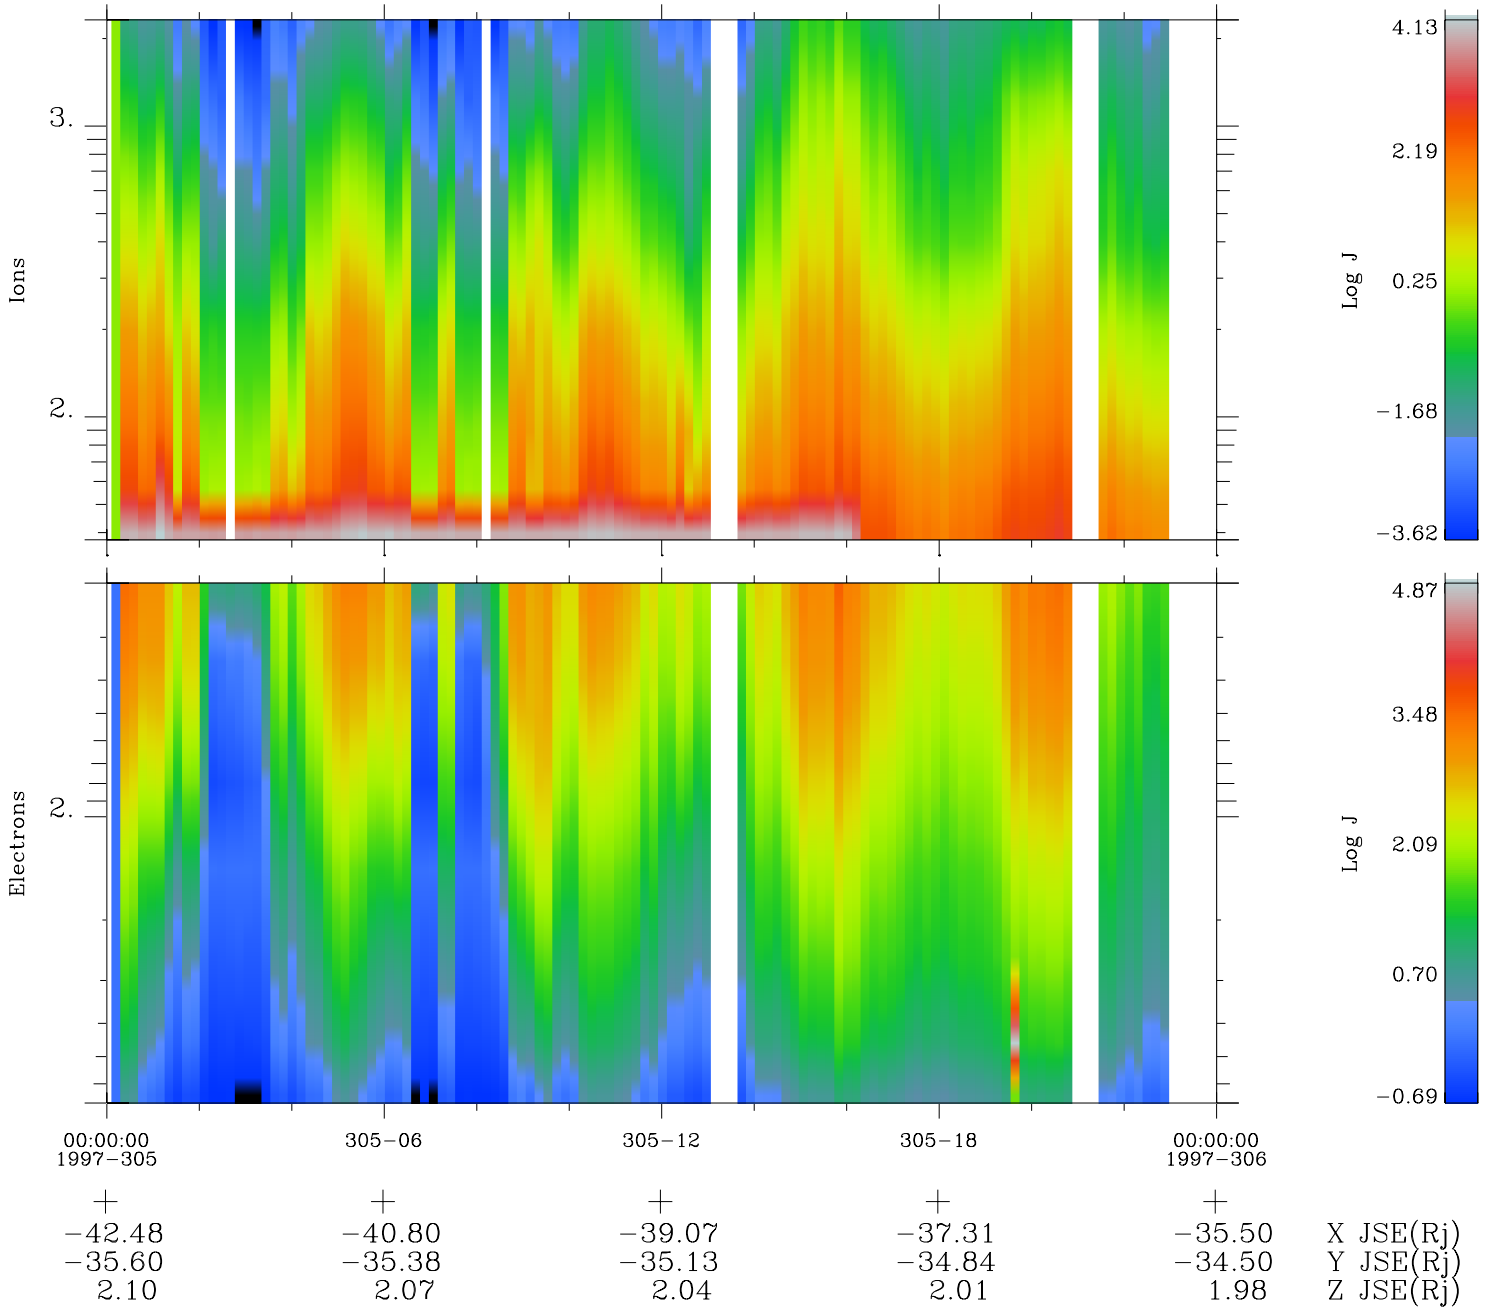 4.13
3.
2.19
Ions
Log J
0.25
2.
−1.68
−3.62
4.87
3.48
Electrons
2.
Log J
2.09
0.70
−0.69
00:00:00 305−06 305−12 305−18 00:00:00
1997−305 1997−306
−42.48 −40.80 −39.07 −37.31 −35.50 X JSE(Rj)
−35.60 −35.38 −35.13 −34.84 −34.50 Y JSE(Rj)
2.10 2.07 2.04 2.01 1.98 Z JSE(Rj)